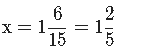 x = 1 6/15 = 1 2/5